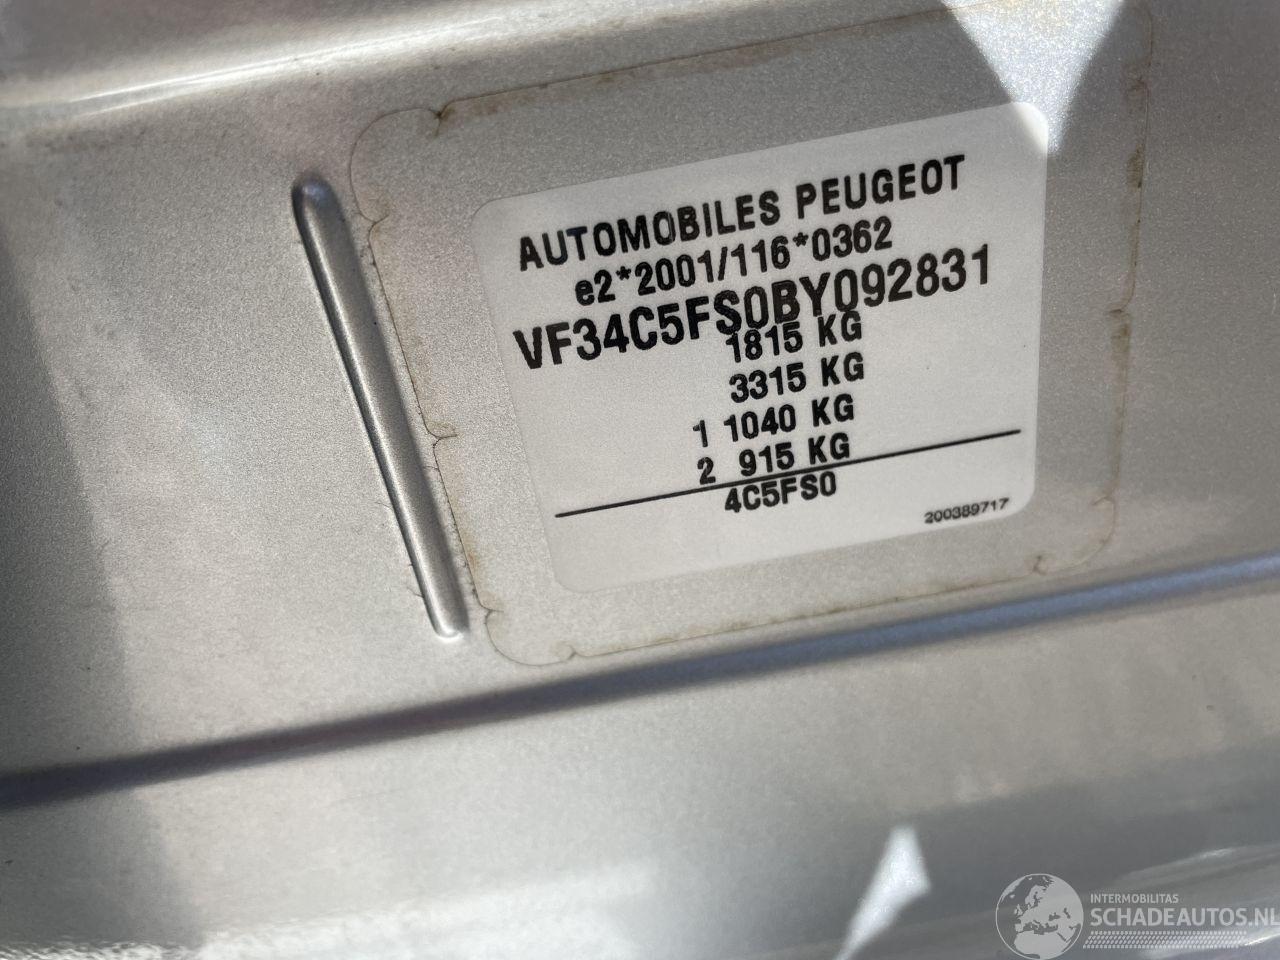 AUTOMOBILES PEUGEOT
e2*2001/116*0362
VF34C5FS0BY092831
1815 KG
3315 KG
1 1040 KG
2 915 KG
4C5FS0
200389717
INTERMOBILITAS
SCHADEAUTOS.NL